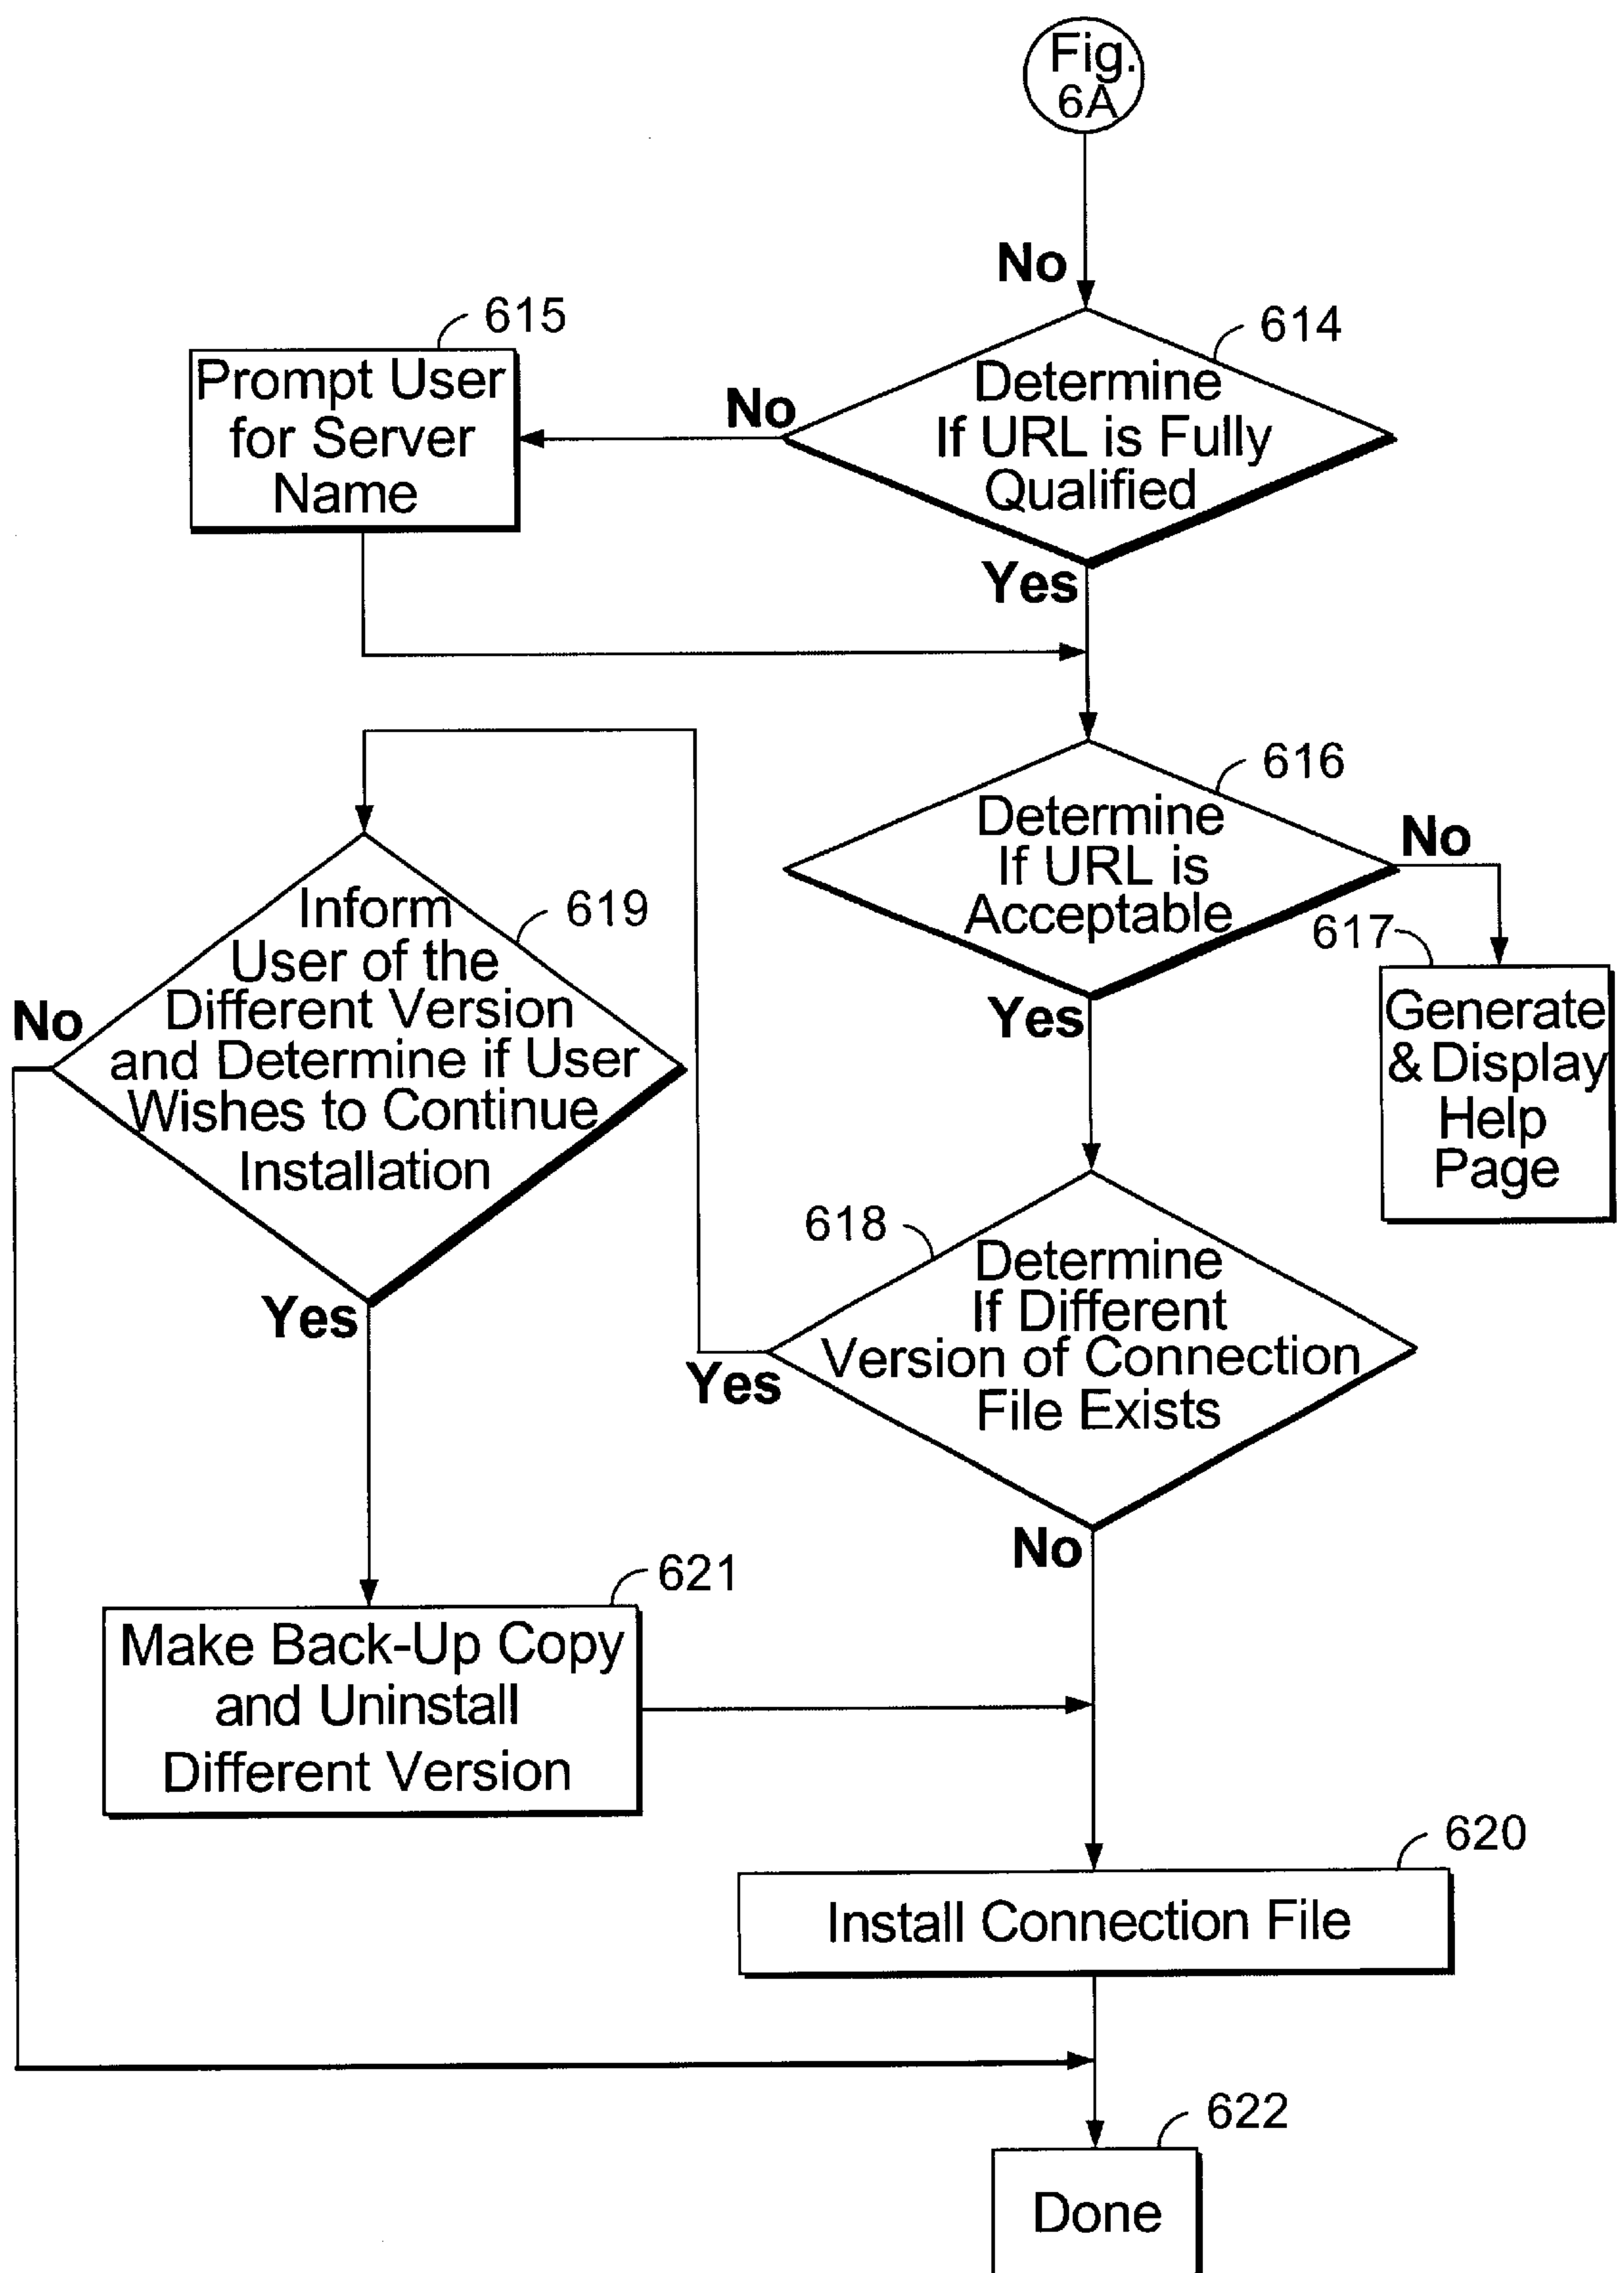 Fig.
6A
No
614
Determine
If URL is Fully
Qualified
No
615
Prompt User
for Server
Name
Yes
616
Determine
If URL is
Acceptable
No
617
Generate
& Display
Help
Page
Yes
618
Determine
If Different
Version of Connection
File Exists
Yes
619
Inform
User of the
Different Version
and Determine if User
Wishes to Continue
Installation
No
Yes
621
Make Back-Up Copy
and Uninstall
Different Version
No
620
Install Connection File
622
Done